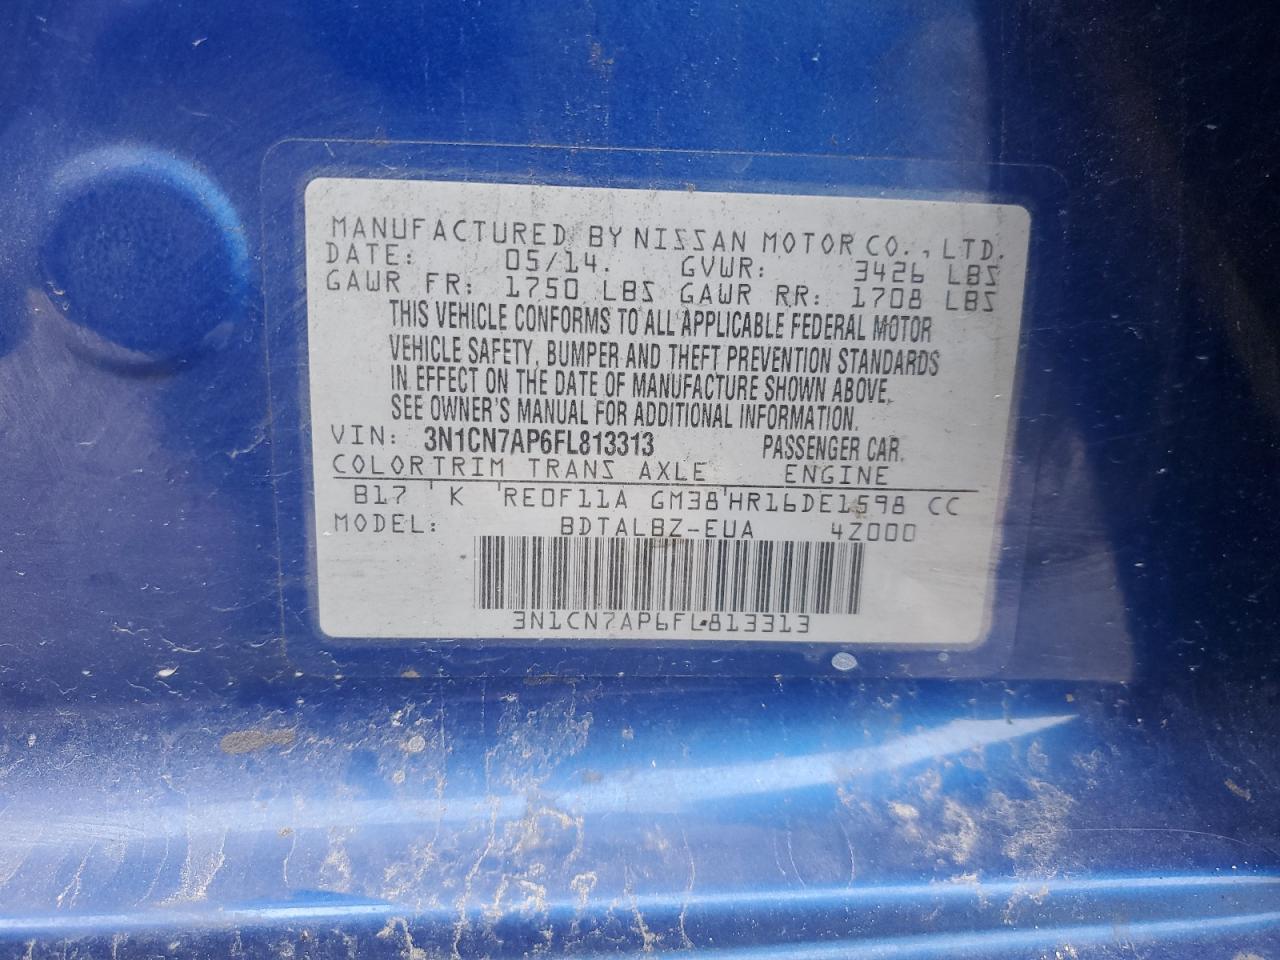 MANUFACTURED BY NISSAN MOTOR CO., LTD.
DATE: 05/14. GVWR: 3426 LBS
GAWR FR: 1750 LBS GAWR RR: 1708 LBS
THIS VEHICLE CONFORMS TO ALL APPLICABLE FEDERAL MOTOR
VEHICLE SAFETY, BUMPER AND THEFT PREVENTION STANDARDS
IN EFFECT ON THE DATE OF MANUFACTURE SHOWN ABOVE.
SEE OWNER'S MANUAL FOR ADDITIONAL INFORMATION.
VIN: 3N1CN7AP6FL813313 PASSENGER CAR.
COLOR TRIM TRANS AXLE ENGINE
B17 K RE0F11A GM38 HR16DE1598 CC
MODEL: BDTALBZ-EUA 4Z000
3N1CN7AP6FL813313